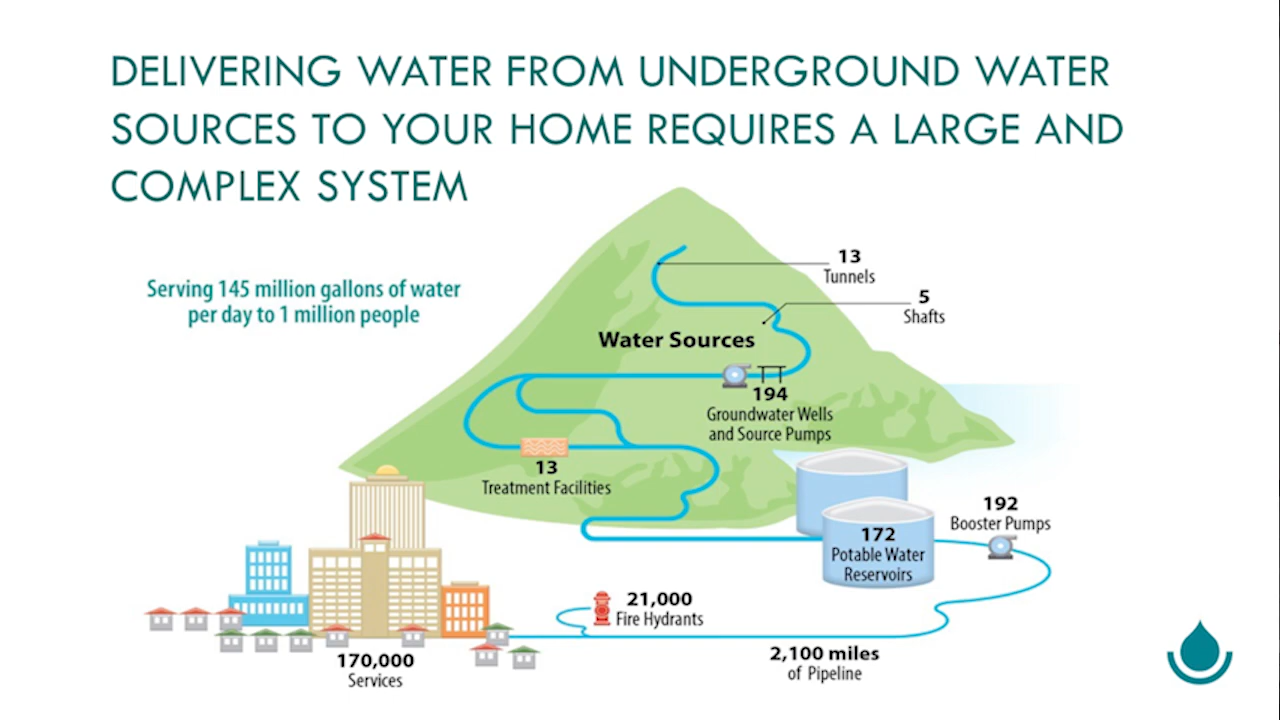 DELIVERING WATER FROM UNDERGROUND WATER
SOURCES TO YOUR HOME REQUIRES A LARGE AND
COMPLEX SYSTEM
Serving 145 million gallons of water
per day to 1 million people
13
Tunnels
5
Shafts
Water Sources
194
Groundwater Wells
and Source Pumps
13
Treatment Facilities
192
Booster Pumps
172
Potable Water
Reservoirs
21,000
Fire Hydrants
2,100 miles
of Pipeline
170,000
Services